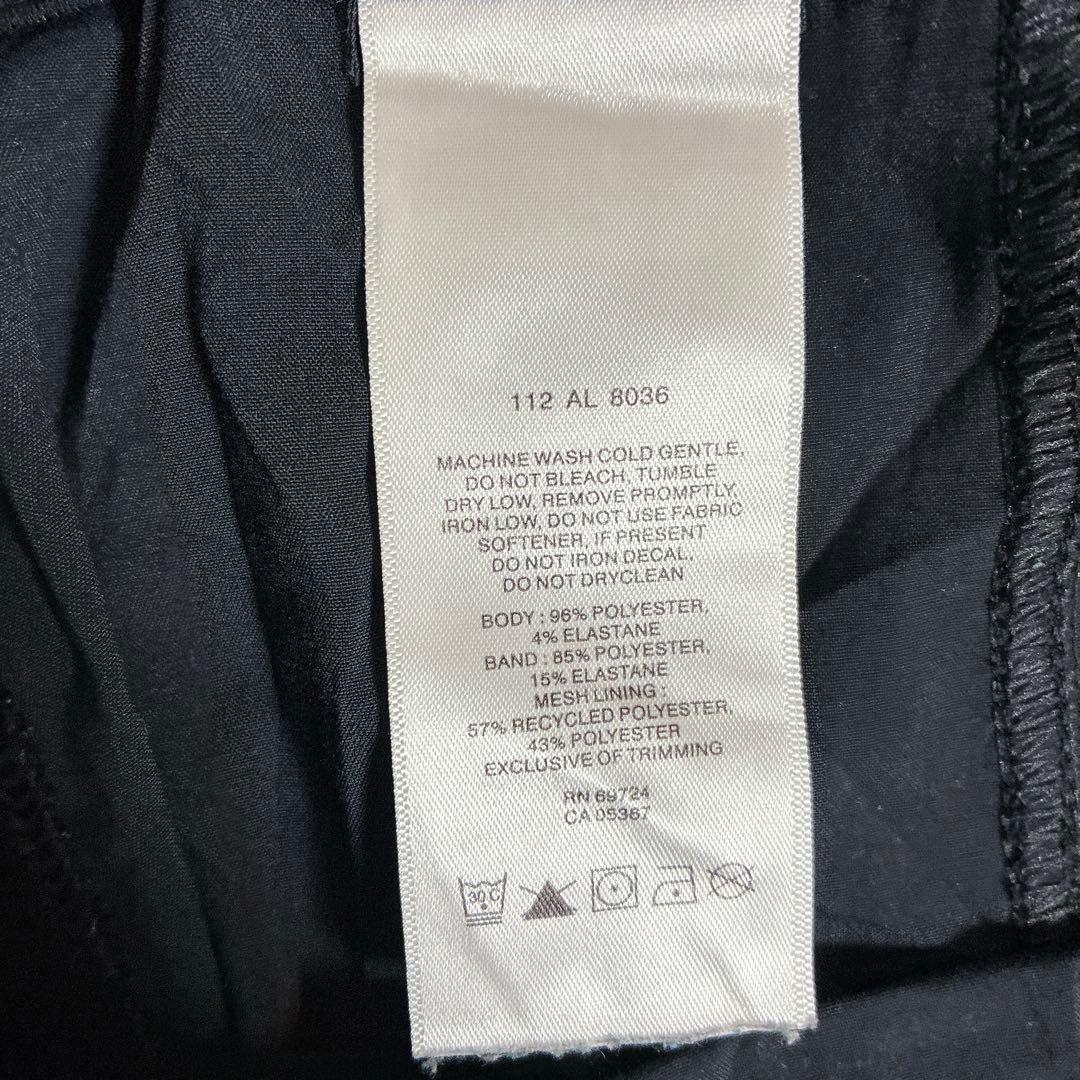 112 AL 8036
MACHINE WASH COLD GENTLE,
DO NOT BLEACH, TUMBLE
DRY LOW, REMOVE PROMPTLY,
IRON LOW, DO NOT USE FABRIC
SOFTENER, IF PRESENT
DO NOT IRON DECAL,
DO NOT DRYCLEAN
BODY : 96% POLYESTER,
4% ELASTANE
BAND : 85% POLYESTER,
15% ELASTANE
MESH LINING :
57% RECYCLED POLYESTER,
43% POLYESTER
EXCLUSIVE OF TRIMMING
RN 69724
CA 05367
30°C